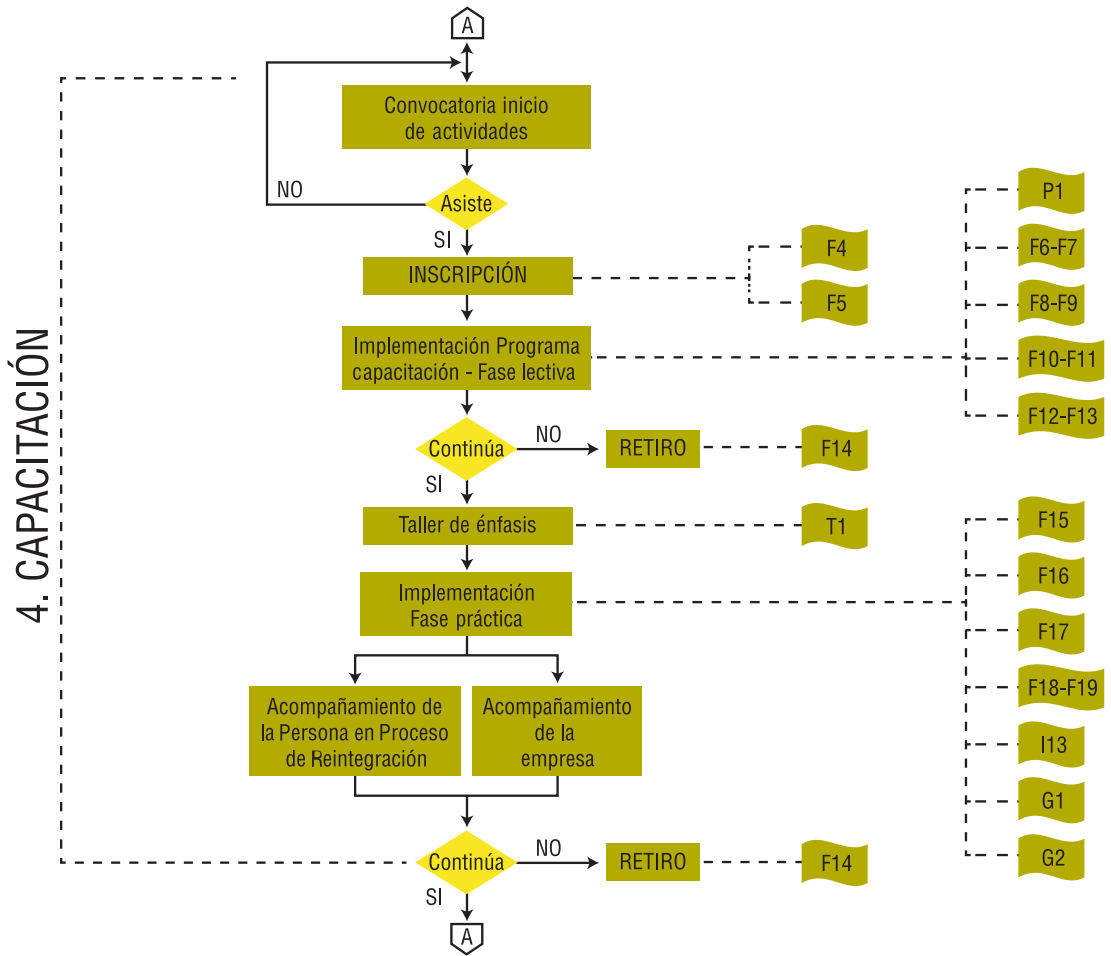 A
4. CAPACITACIÓN
Convocatoria inicio
de actividades
NO
Asiste
SI
INSCRIPCIÓN
F4
F5
Implementación Programa
capacitación - Fase lectiva
P1
F6-F7
F8-F9
F10-F11
F12-F13
Continúa
NO
RETIRO
F14
SI
Taller de énfasis
T1
Implementación
Fase práctica
F15
F16
F17
F18-F19
I13
G1
G2
Acompañamiento de
la Persona en Proceso
de Reintegración
Acompañamiento
de la
empresa
Continúa
NO
RETIRO
F14
SI
A